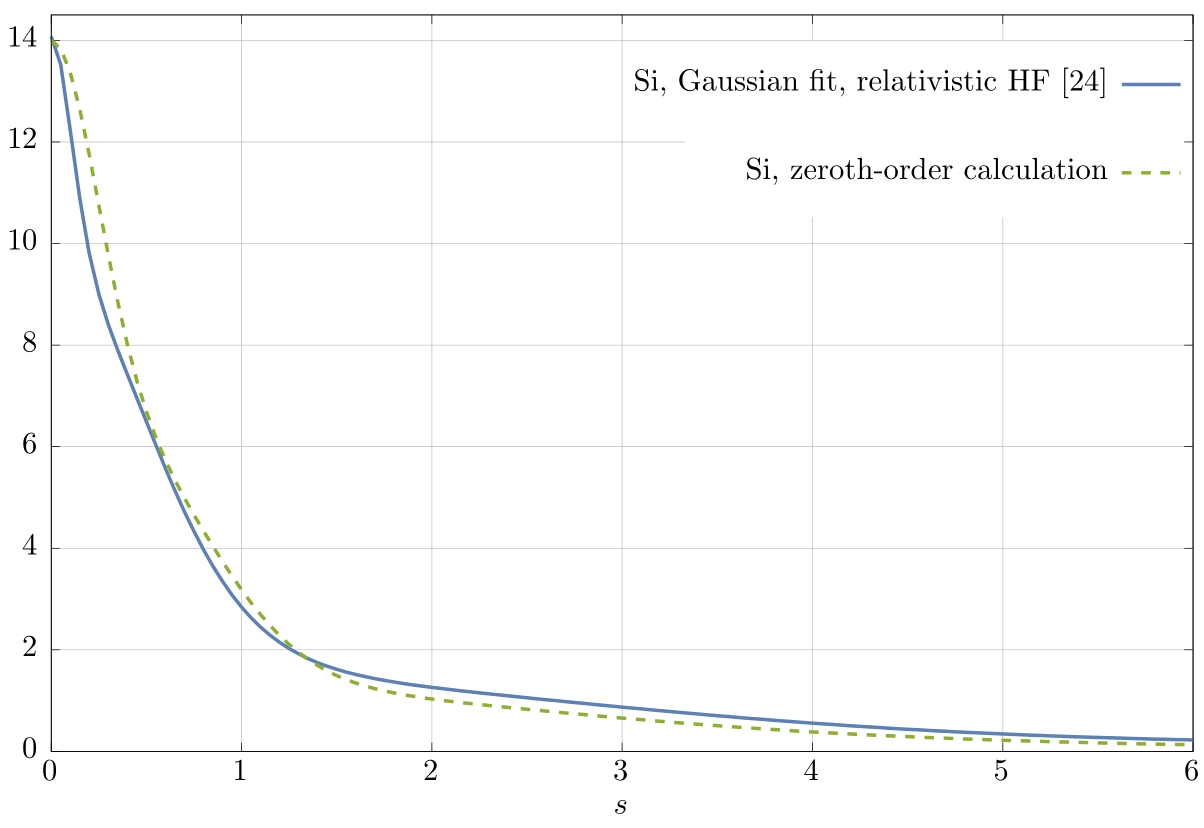 14
Si, Gaussian fit, relativistic HF [24]
12
Si, zeroth-order calculation
10
8
6
4
2
0
0 1 2 3 4 5 6
s